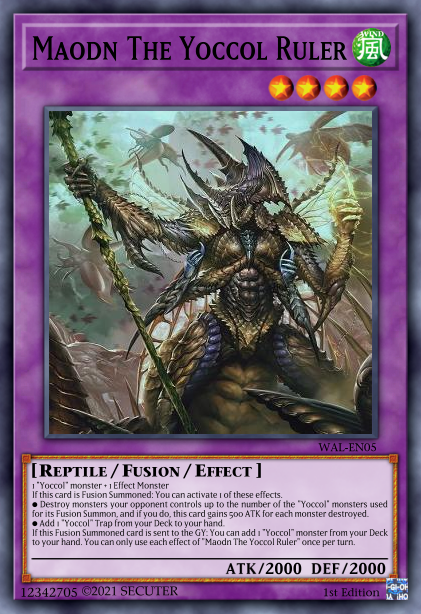 Maodn The Yoccol Ruler
WIND
風
WAL-EN05
[ Reptile / Fusion / Effect ]
1 "Yoccol" monster + 1 Effect Monster
If this card is Fusion Summoned: You can activate 1 of these effects.
● Destroy monsters your opponent controls up to the number of the "Yoccol" monsters used
for its Fusion Summon, and if you do, this card gains 500 ATK for each monster destroyed.
● Add 1 "Yoccol" Trap from your Deck to your hand.
If this Fusion Summoned card is sent to the GY: You can add 1 "Yoccol" monster from your Deck
to your hand. You can only use each effect of "Maodn The Yoccol Ruler" once per turn.
ATK/2000 DEF/2000
12342705 ©2021 SECUTER
1st Edition